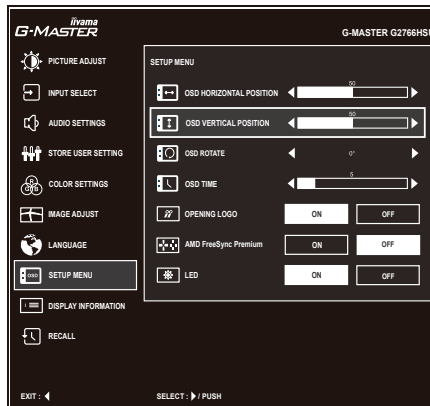 iiyama
G-MASTER
G-MASTER G2766HSU
PICTURE ADJUST
INPUT SELECT
AUDIO SETTINGS
STORE USER SETTING
COLOR SETTINGS
R
G B
IMAGE ADJUST
LANGUAGE
OSD SETUP MENU
DISPLAY INFORMATION
RECALL
SETUP MENU
OSD HORIZONTAL POSITION 50
OSD VERTICAL POSITION 50
OSD ROTATE 0°
OSD TIME 5
OPENING LOGO ON OFF
AMD FreeSync Premium ON OFF
LED ON OFF
EXIT :
SELECT : / PUSH